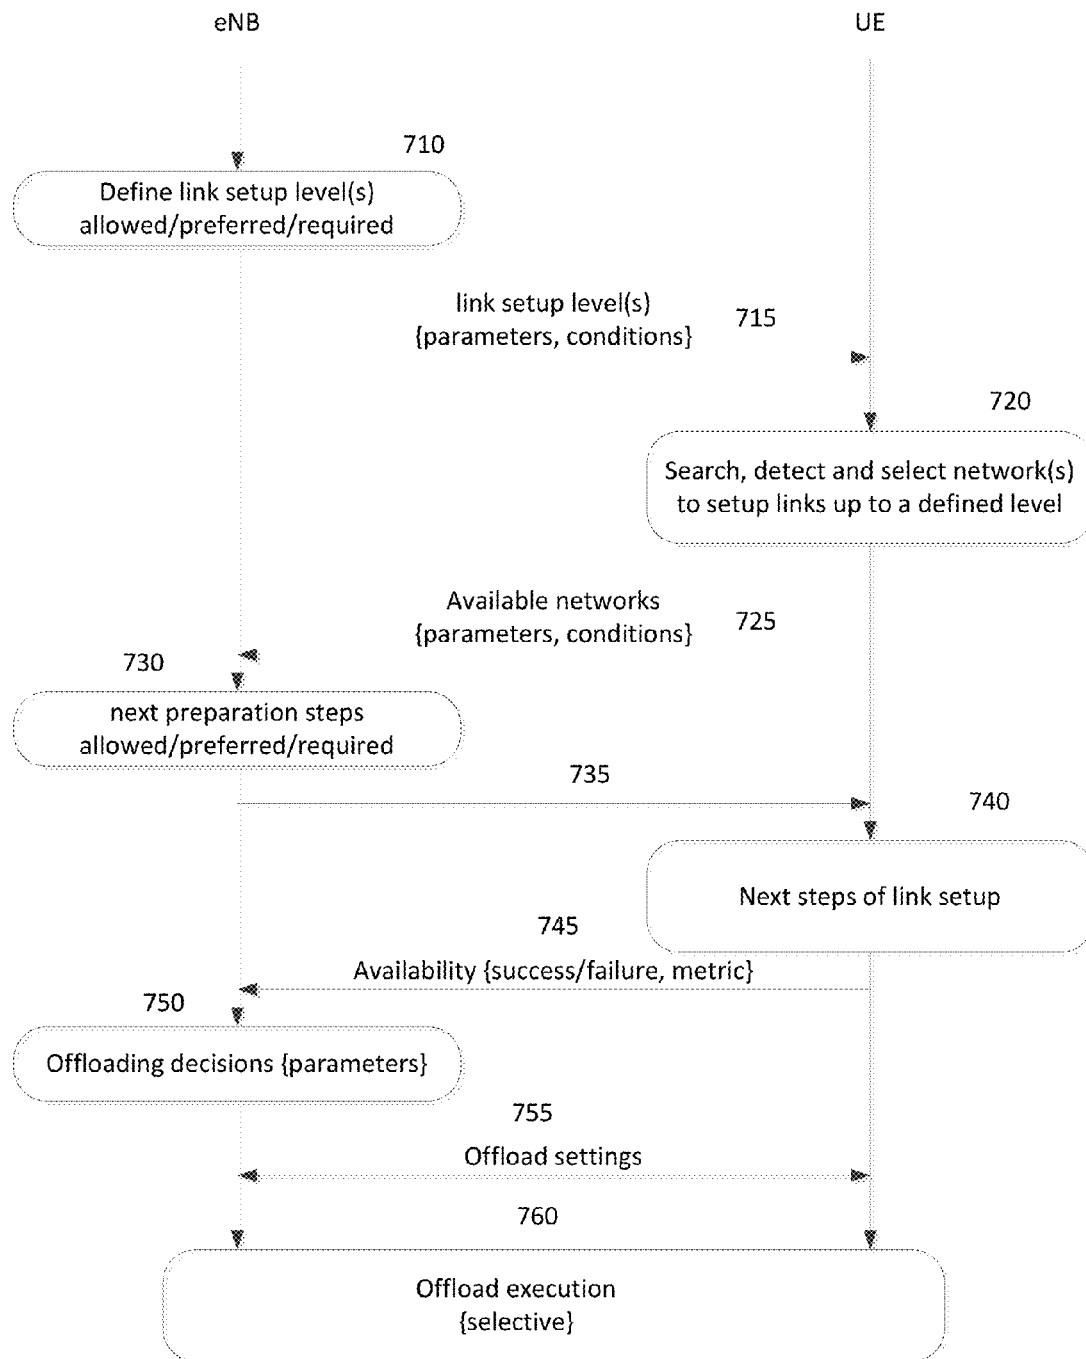 eNB
UE
710
Define link setup level(s)
allowed/preferred/required
link setup level(s)
{parameters, conditions}
715
720
Search, detect and select network(s)
to setup links up to a defined level
Available networks
{parameters, conditions}
725
730
next preparation steps
allowed/preferred/required
735
740
Next steps of link setup
745
Availability {success/failure, metric}
750
Offloading decisions {parameters}
755
Offload settings
760
Offload execution
{selective}